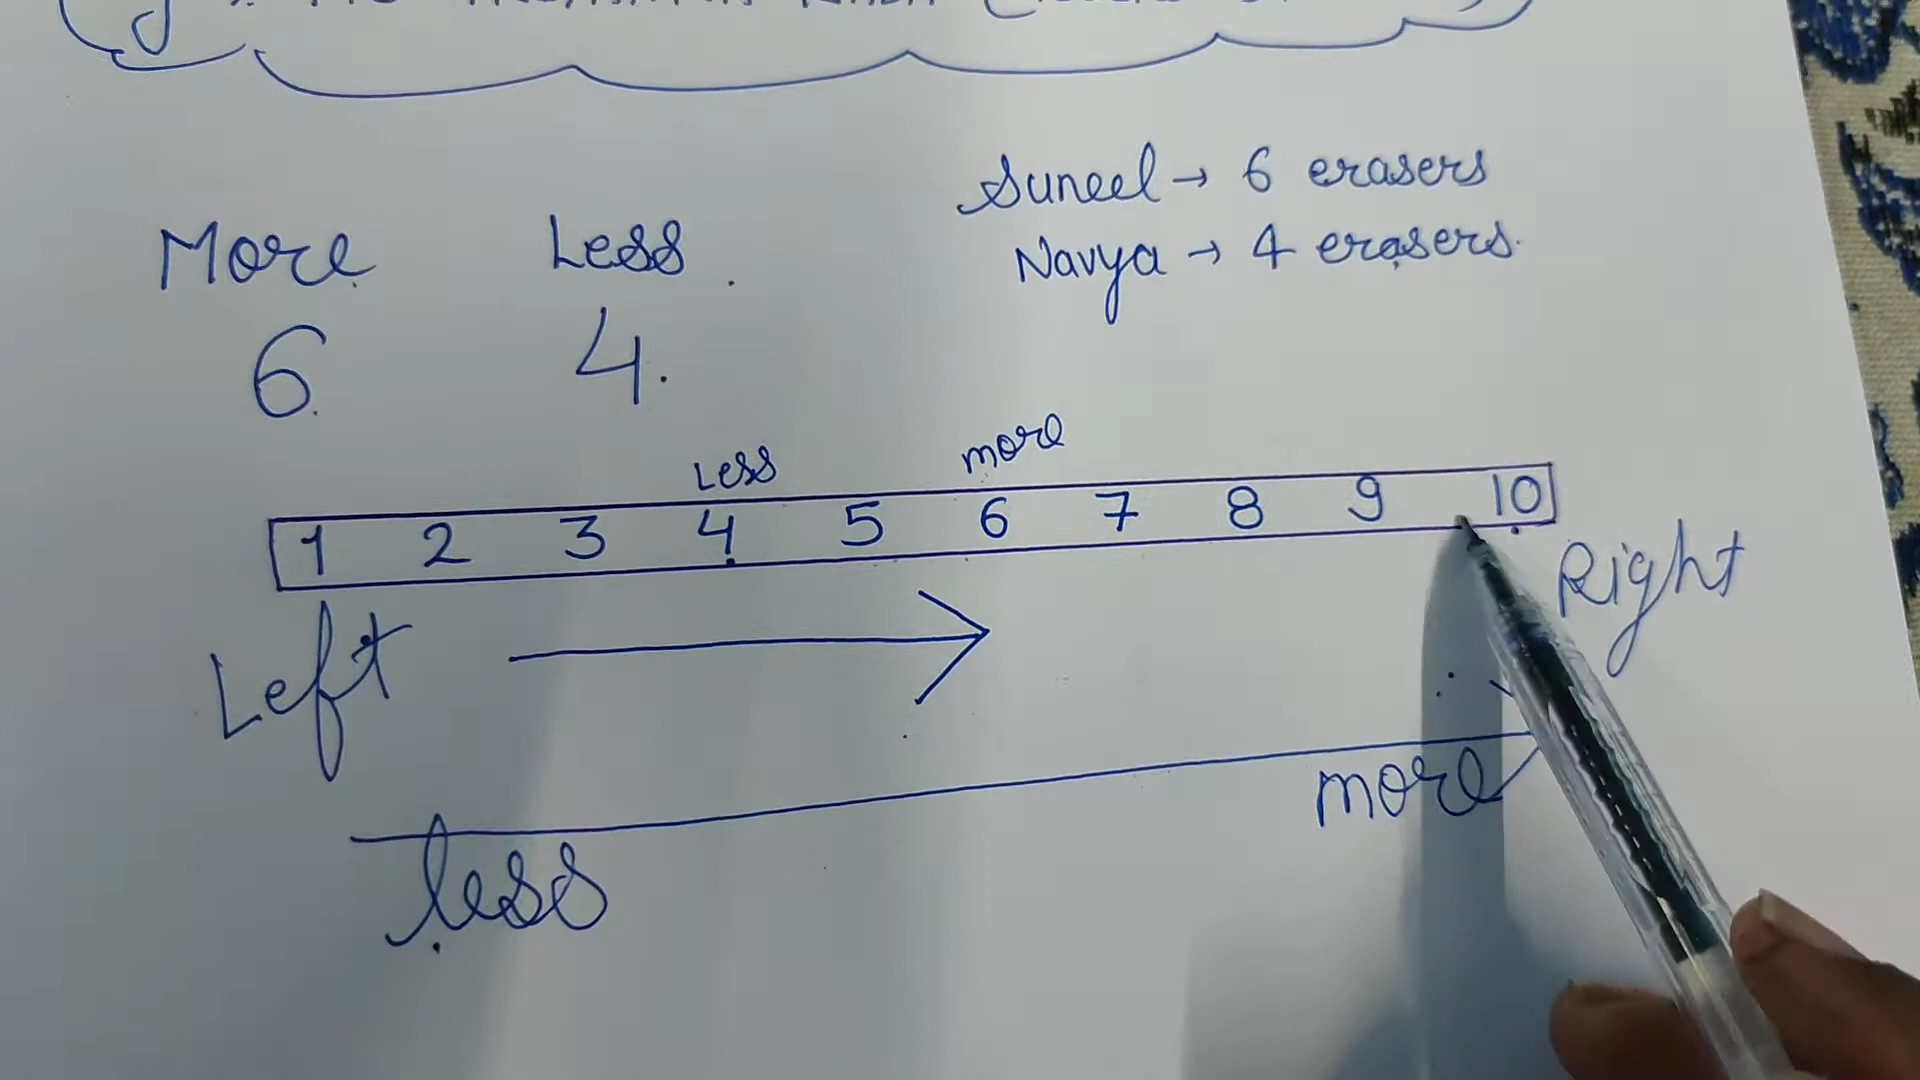 Suneel → 6 erasers
Navya → 4 erasers.
More Less
6 4
Less more
1 2 3 4 5 6 7 8 9 10
Left Right
less more